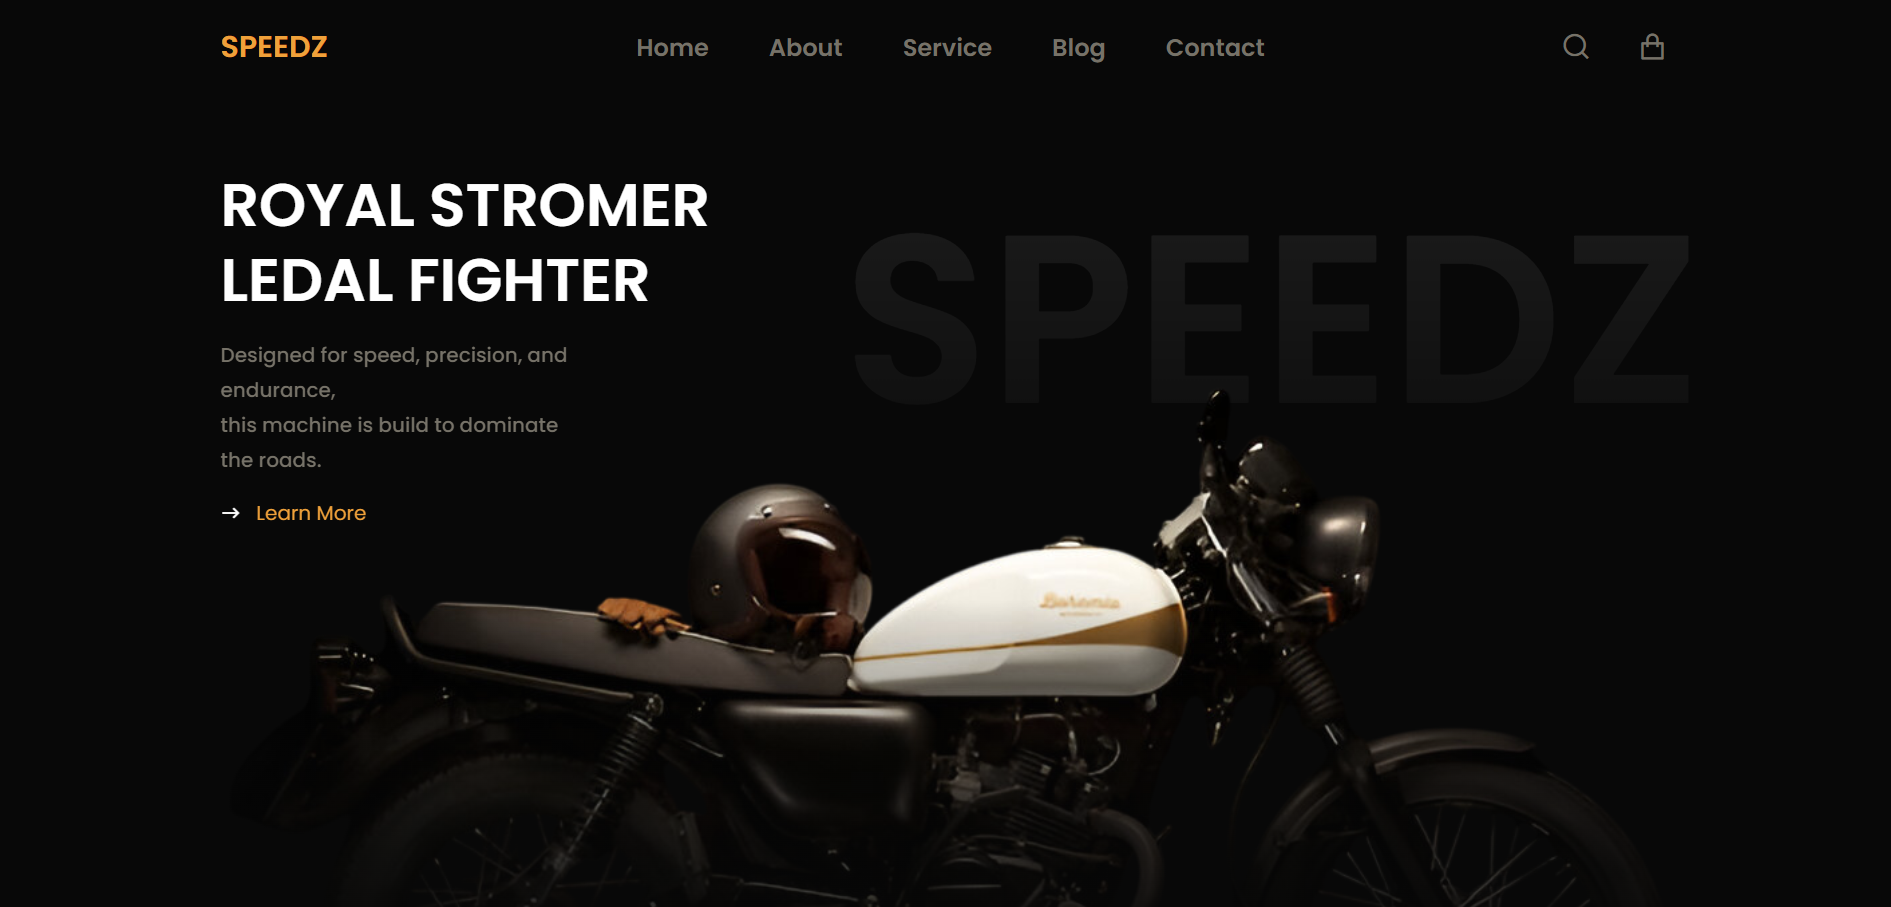 SPEEDZ
Home
About
Service
Blog
Contact
ROYAL STROMER
LEDAL FIGHTER
SPEEDZ
Designed for speed, precision, and
endurance,
this machine is build to dominate
the roads.
→ Learn More